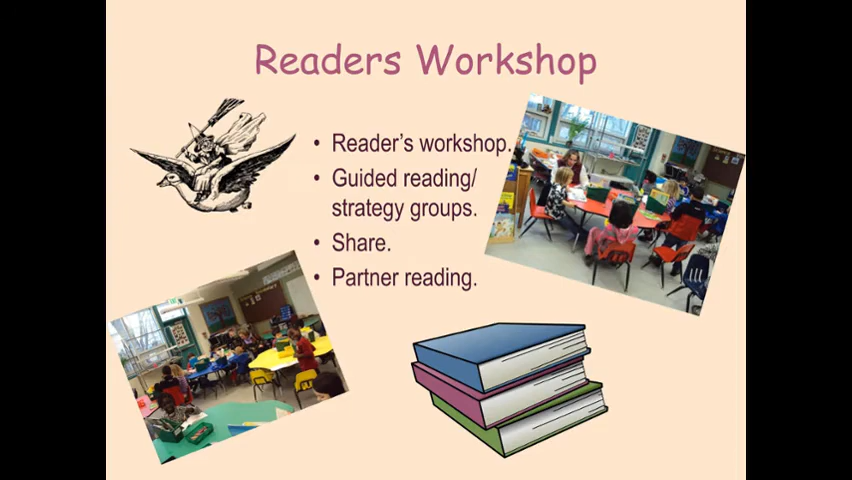 Readers Workshop
• Reader's workshop.
• Guided reading/
strategy groups.
• Share.
• Partner reading.